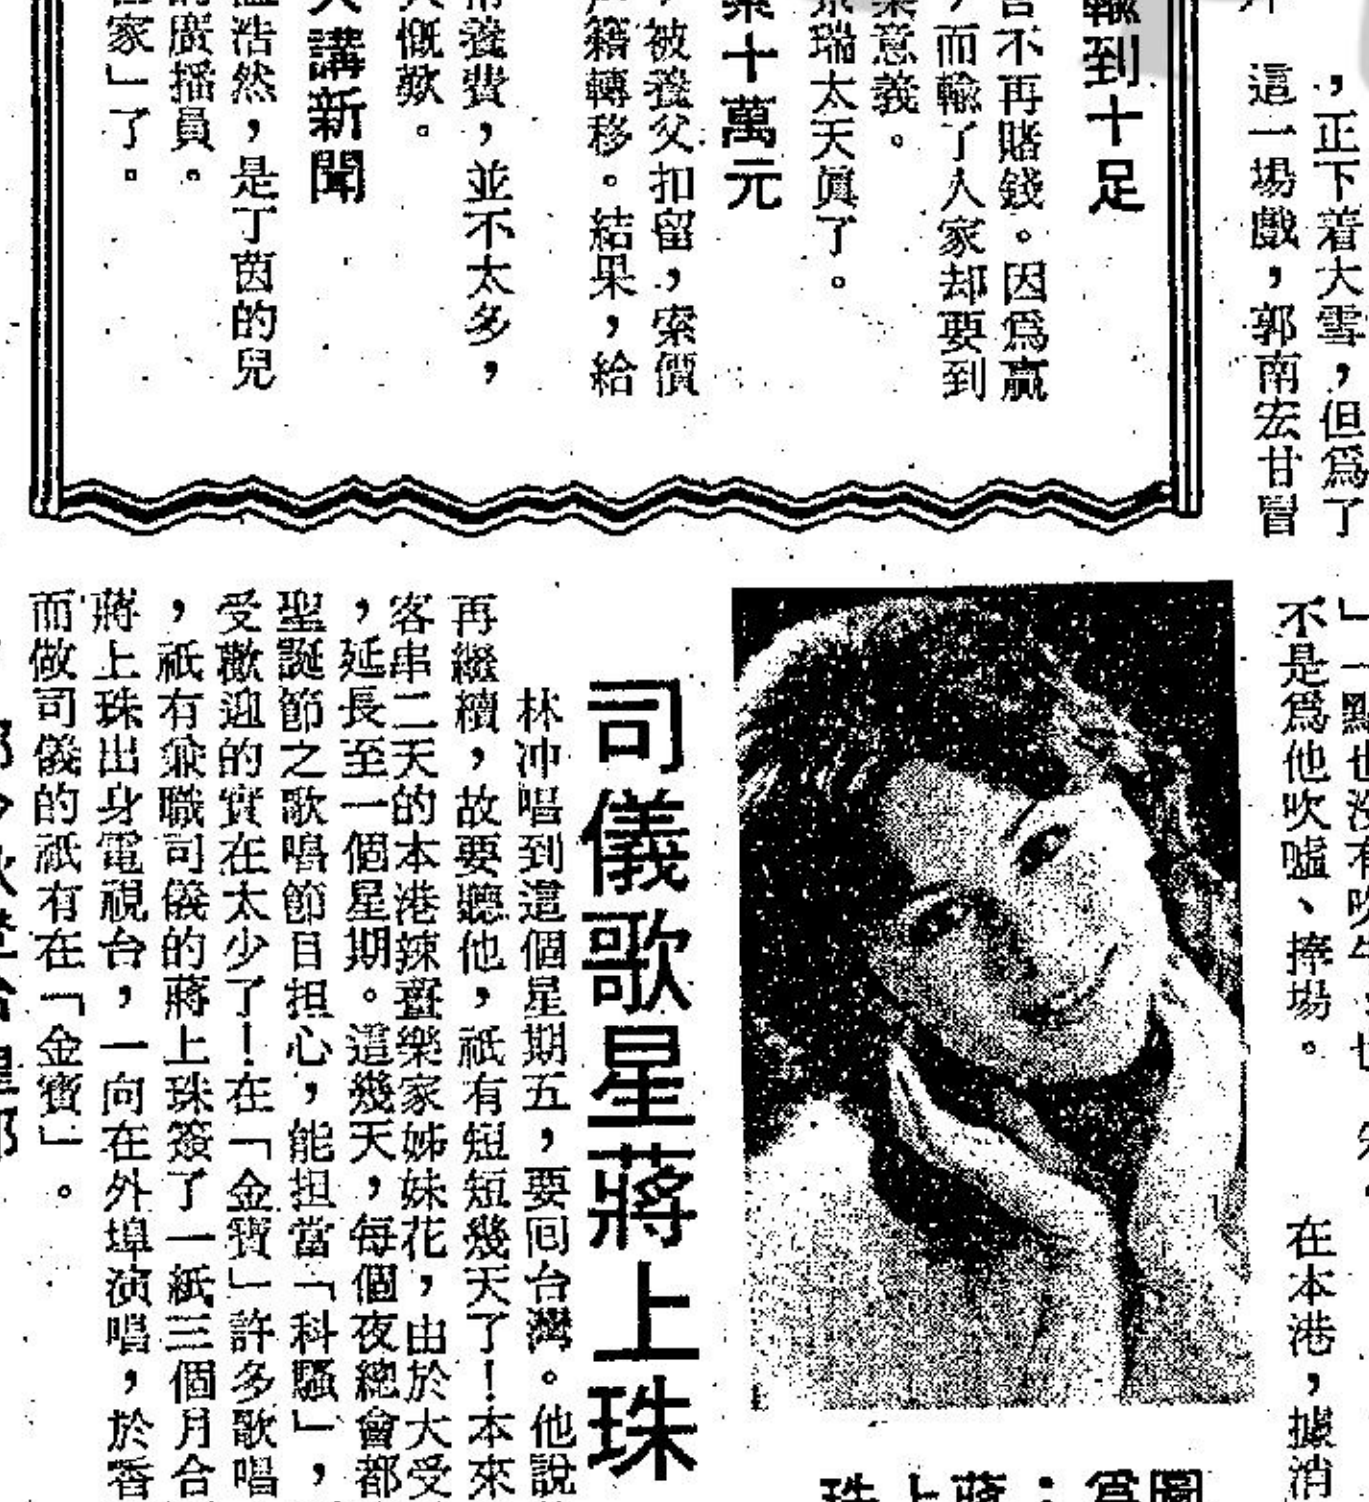 ，正下着大雪，但爲了
這一場戲，郭南宏甘冒
輸到十足
不再賭錢。因爲贏
，而輸了人家却要到
意義。
瑞太天眞了。
索十萬元
，被養父扣留，索價
籍轉移。結果，給
養費，並不太多，
慨歎。
講新聞
浩然，是丁茵的兒
廣播員。
家」了。
不是爲他吹噓、捧場。
在本港，據消
圖爲：蔣上珠
司儀歌星蔣上珠
林冲唱到這個星期五，要回台灣。他說
再繼續，故要聽他，祇有短短幾天了！本來
客串二天的本港辣臺樂家姊妹花，由於大受
，延長至一個星期。這幾天，每個夜總會都
聖誕節之歌唱節目担心，能担當「科騷」，
受歡迎的實在太少了！在「金寶」許多歌唱
，祇有兼職司儀的蔣上珠簽了一紙三個月合
蔣上珠出身電視台，一向在外埠演唱，於香
而做司儀的祇有在「金寶」。